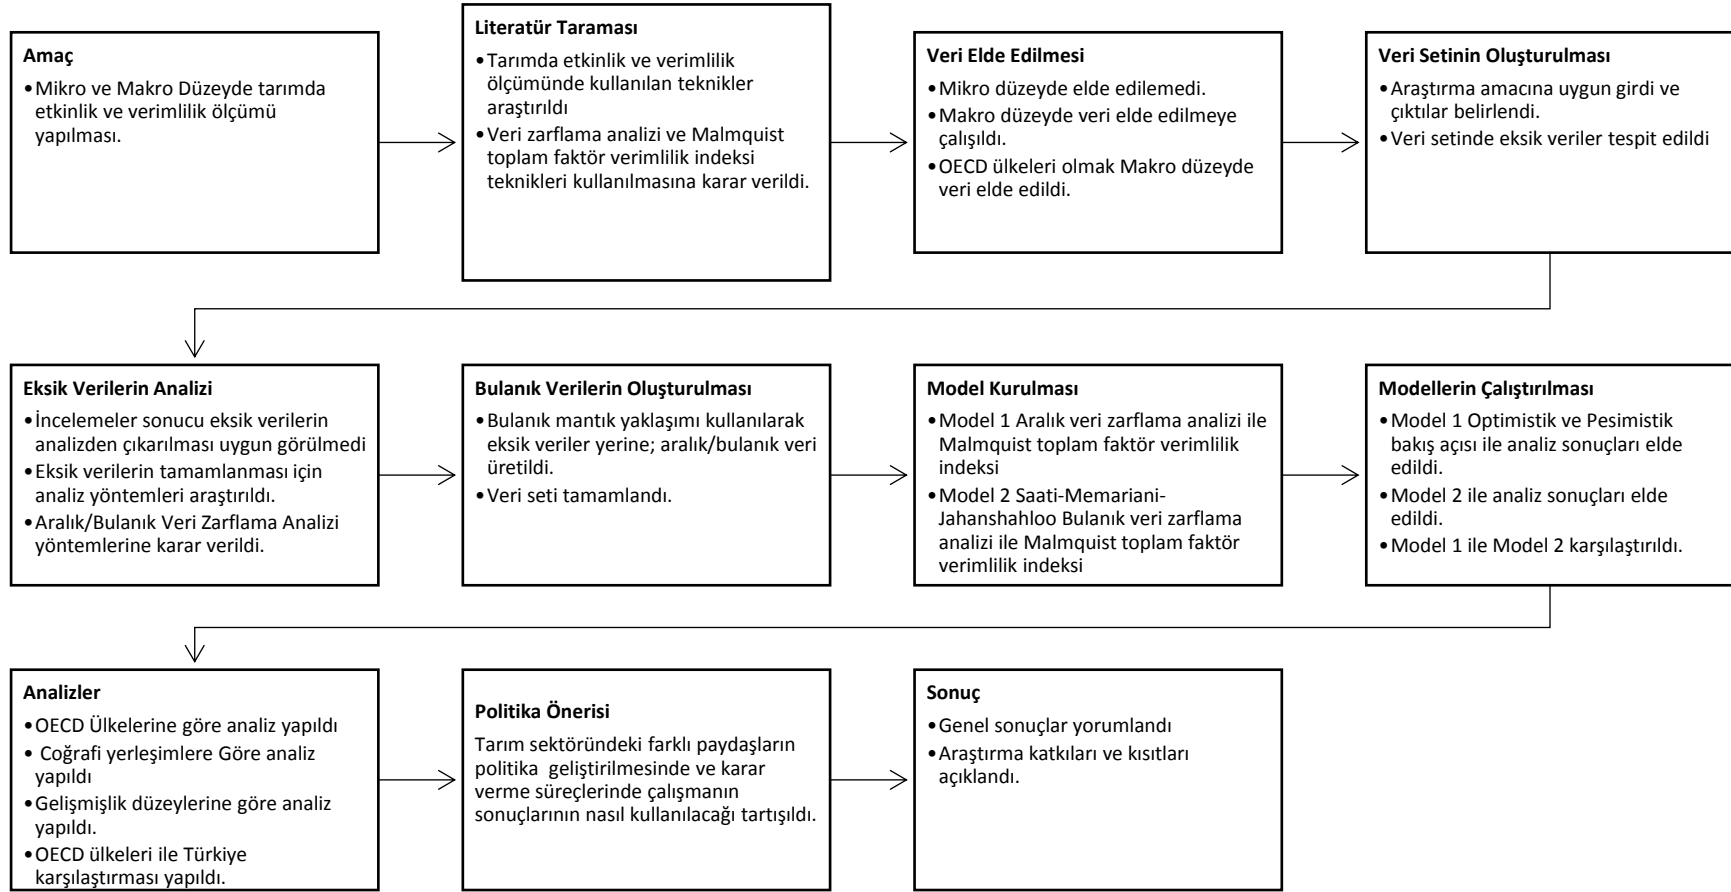 Amaç
•Mikro ve Makro Düzeyde tarımda
etkinlik ve verimlilik ölçümü
yapılması.
Literatür Taraması
•Tarımda etkinlik ve verimlilik
ölçümünde kullanılan teknikler
araştırıldı
•Veri zarflama analizi ve Malmquist
toplam faktör verimlilik indeksi
teknikleri kullanılmasına karar verildi.
Veri Elde Edilmesi
•Mikro düzeyde elde edilemedi.
•Makro düzeyde veri elde edilmeye
çalışıldı.
•OECD ülkeleri olmak Makro düzeyde
veri elde edildi.
Veri Setinin Oluşturulması
•Araştırma amacına uygun girdi ve
çıktılar belirlendi.
•Veri setinde eksik veriler tespit edildi
Eksik Verilerin Analizi
•İncelemeler sonucu eksik verilerin
analizden çıkarılması uygun görülmedi
•Eksik verilerin tamamlanması için
analiz yöntemleri araştırıldı.
•Aralık/Bulanık Veri Zarflama Analizi
yöntemlerine karar verildi.
Bulanık Verilerin Oluşturulması
•Bulanık mantık yaklaşımı kullanılarak
eksik veriler yerine; aralık/bulanık veri
üretildi.
•Veri seti tamamlandı.
Model Kurulması
•Model 1 Aralık veri zarflama analizi ile
Malmquist toplam faktör verimlilik
indeksi
•Model 2 Saati-Memariani-
Jahanshahloo Bulanık veri zarflama
analizi ile Malmquist toplam faktör
verimlilik indeksi
Modellerin Çalıştırılması
•Model 1 Optimistik ve Pesimistik
bakış açısı ile analiz sonuçları elde
edildi.
•Model 2 ile analiz sonuçları elde
edildi.
•Model 1 ile Model 2 karşılaştırıldı.
Analizler
•OECD Ülkelerine göre analiz yapıldı
• Coğrafi yerleşimlere Göre analiz
yapıldı
•Gelişmişlik düzeylerine göre analiz
yapıldı.
•OECD ülkeleri ile Türkiye
karşılaştırması yapıldı.
Politika Önerisi
Tarım sektöründeki farklı paydaşların
politika geliştirilmesinde ve karar
verme süreçlerinde çalışmanın
sonuçlarının nasıl kullanılacağı tartışıldı.
Sonuç
•Genel sonuçlar yorumlandı
•Araştırma katkıları ve kısıtları
açıklandı.